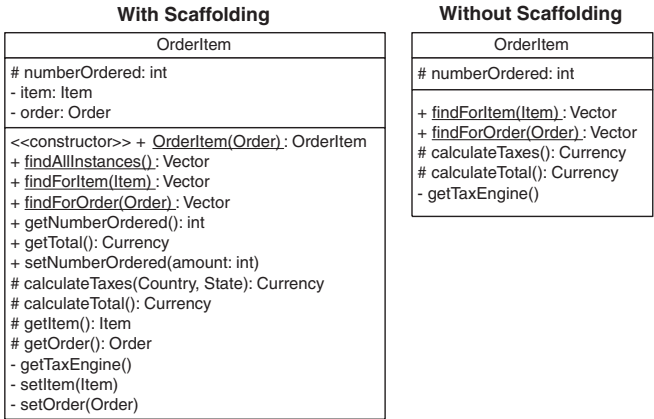 With Scaffolding
OrderItem
# numberOrdered: int
- item: Item
- order: Order
<<constructor>> + OrderItem(Order) : OrderItem
+ findAllInstances() : Vector
+ findForItem(Item) : Vector
+ findForOrder(Order) : Vector
+ getNumberOrdered(): int
+ getTotal(): Currency
+ setNumberOrdered(amount: int)
# calculateTaxes(Country, State): Currency
# calculateTotal(): Currency
# getItem(): Item
# getOrder(): Order
- getTaxEngine()
- setItem(Item)
- setOrder(Order)
Without Scaffolding
OrderItem
# numberOrdered: int
+ findForItem(Item) : Vector
+ findForOrder(Order) : Vector
# calculateTaxes(): Currency
# calculateTotal(): Currency
- getTaxEngine()